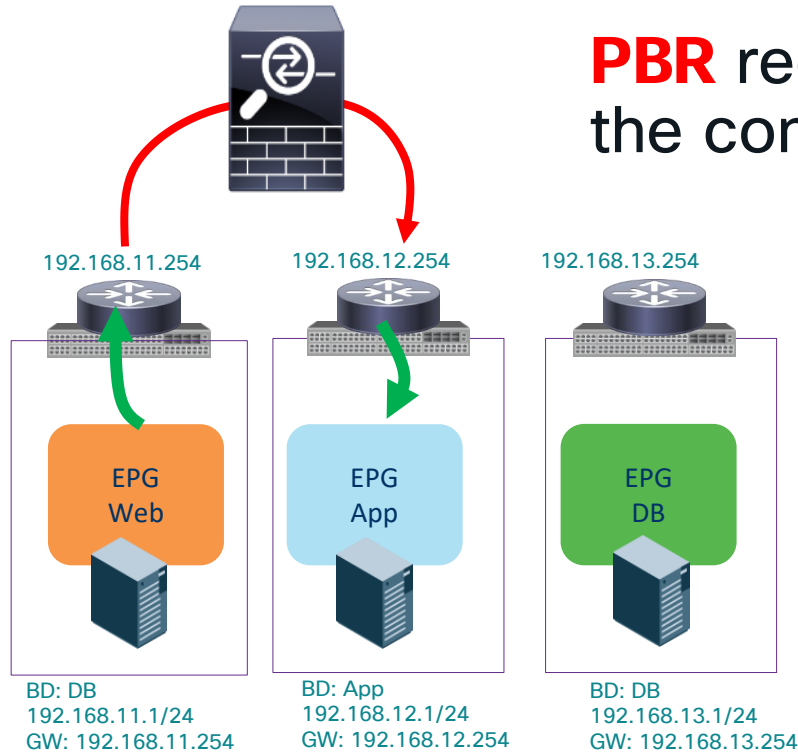 PBR
the
192.168.11.254
192.168.12.254
192.168.13.254
EPG
Web
EPG
App
EPG
DB
BD: DB
192.168.11.1/24
GW: 192.168.11.254
BD: App
192.168.12.1/24
GW: 192.168.12.254
BD: DB
192.168.13.1/24
GW: 192.168.13.254